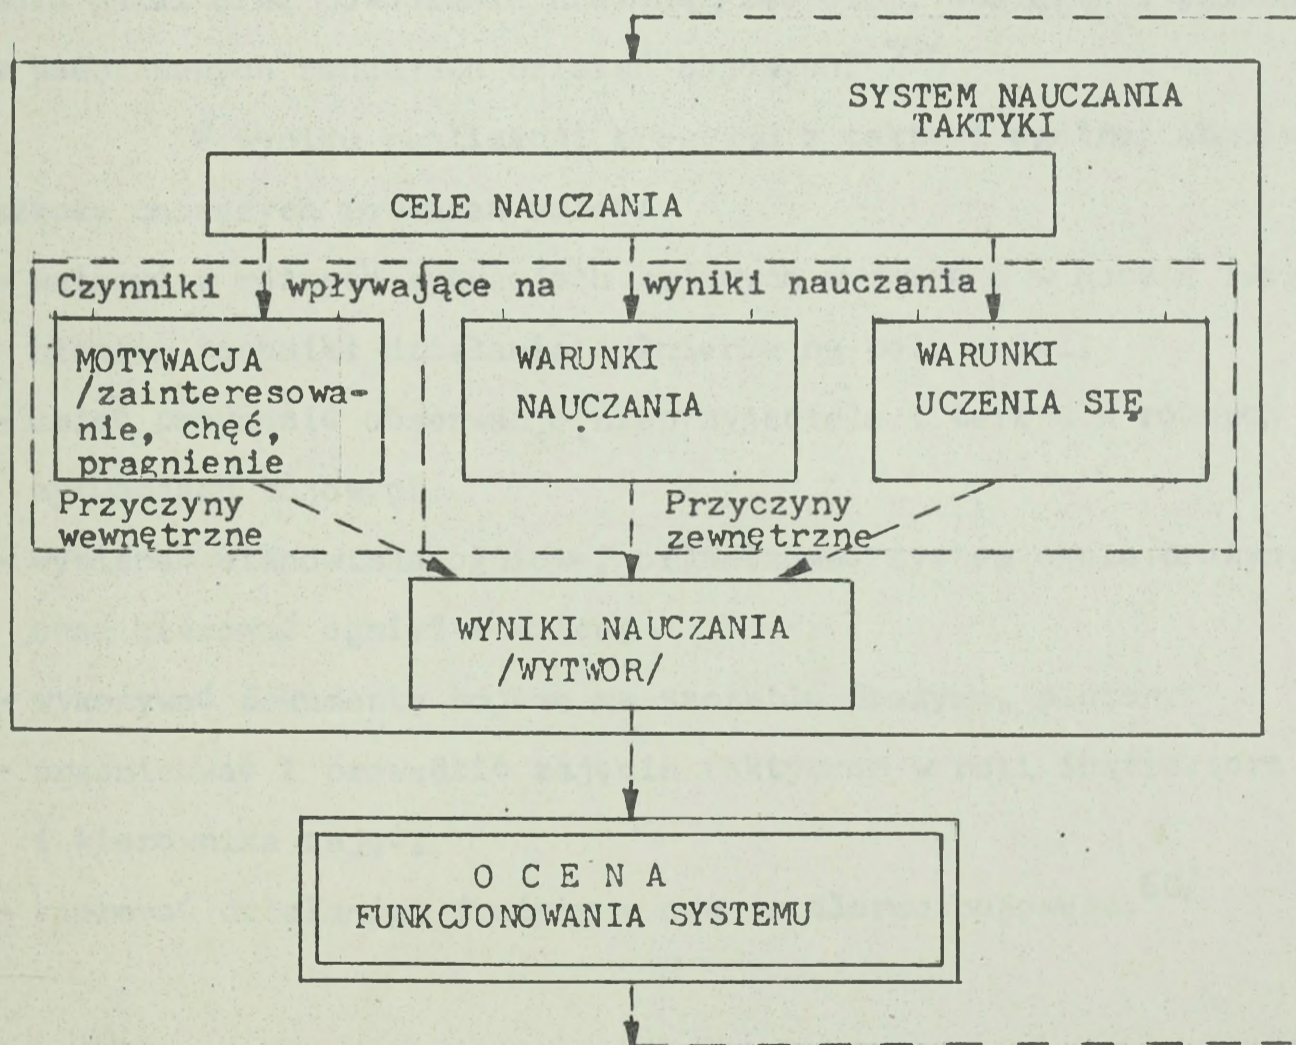 SYSTEM NAUCZANIA
TAKTYKI
CELE NAUCZANIA
Czynniki wpływające na wyniki nauczania
MOTYWACJA
/zainteresowa-
nie, chęć,
pragnienie
WARUNKI
NAUCZANIA
WARUNKI
UCZENIA SIĘ
Przyczyny
wewnętrzne
Przyczyny
zewnętrzne
WYNIKI NAUCZANIA
/WYTWOR/
O C E N A
FUNKCJONOWANIA SYSTEMU